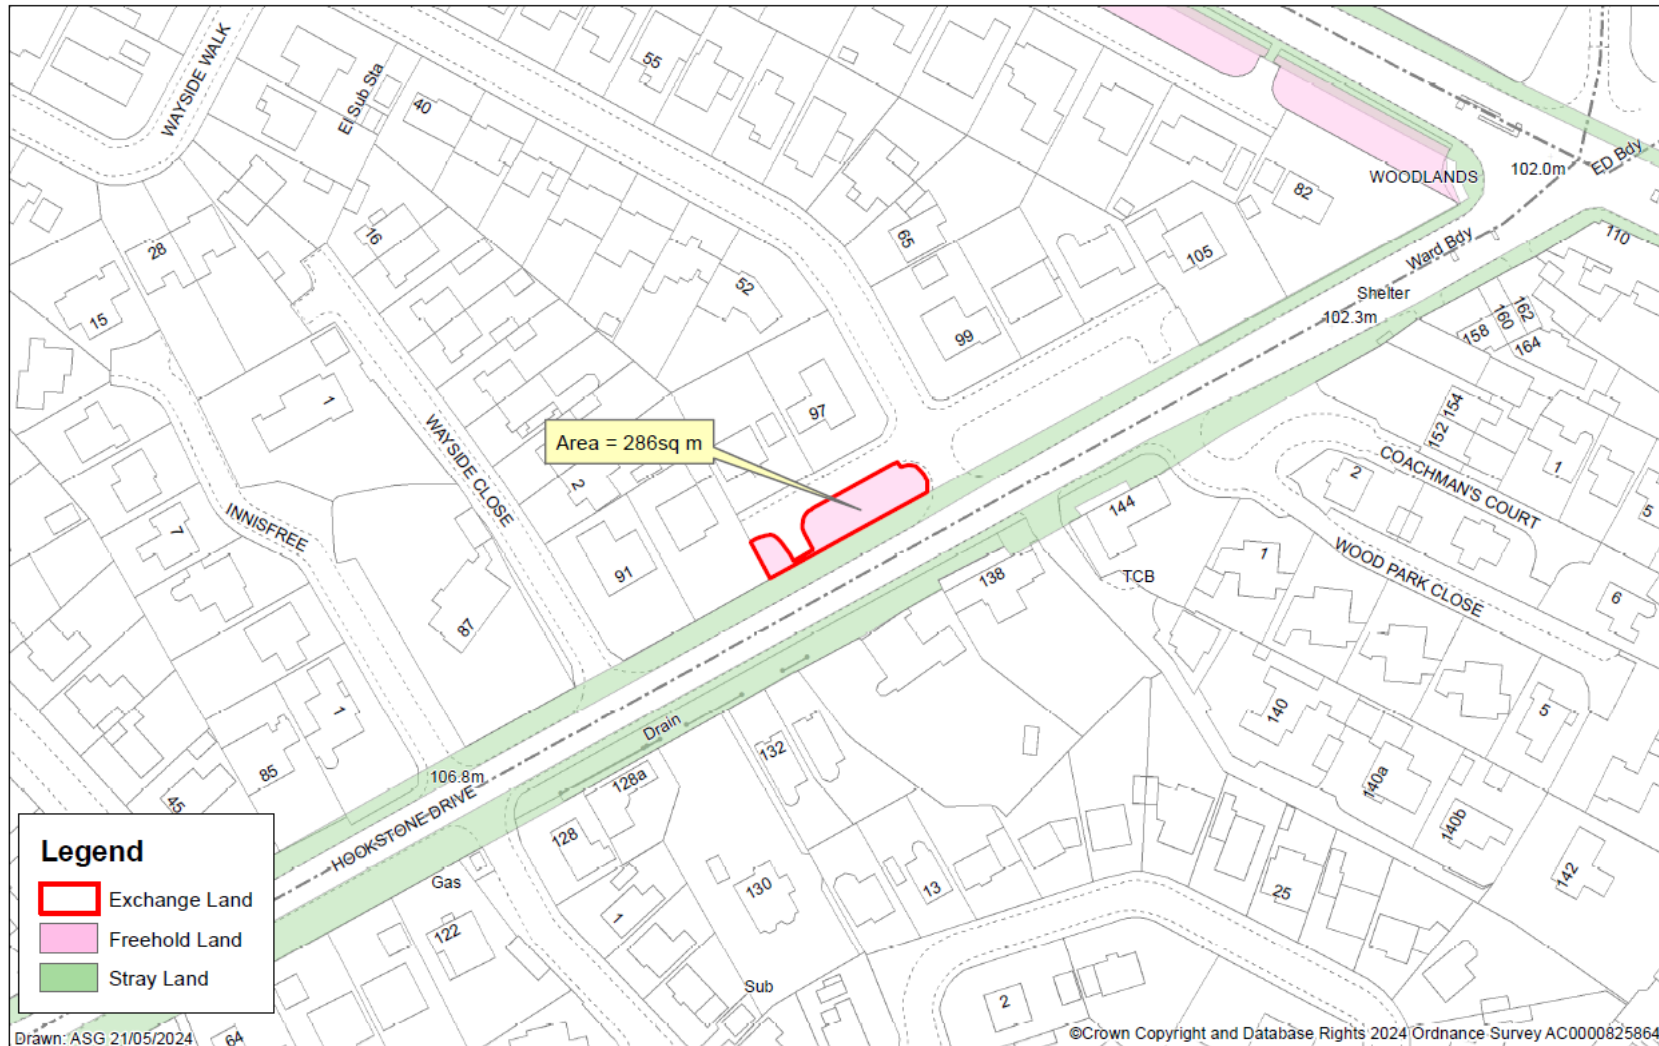 WAYSIDE WALK
El Sub Sta
55
40
WOODLANDS
102.0m
ED Bdy
82
28
16
65
105
Ward Bdy
110
52
15
Shelter
102.3m
162
160
158
164
99
1
97
154
152
WAYSIDE CLOSE
Area = 286sq m
2
COACHMAN'S COURT
2
1
5
144
INNISFREE
7
91
138
TCB
1
WOOD PARK CLOSE
6
87
1
140
5
Drain
132
85
106.8m
128a
140a
45
HOOKSTONE DRIVE
128
140b
Gas
130
13
25
142
1
122
Sub
2
64
Legend
Exchange Land
Freehold Land
Stray Land
Drawn: ASG 21/05/2024
©Crown Copyright and Database Rights 2024 Ordnance Survey AC0000825864